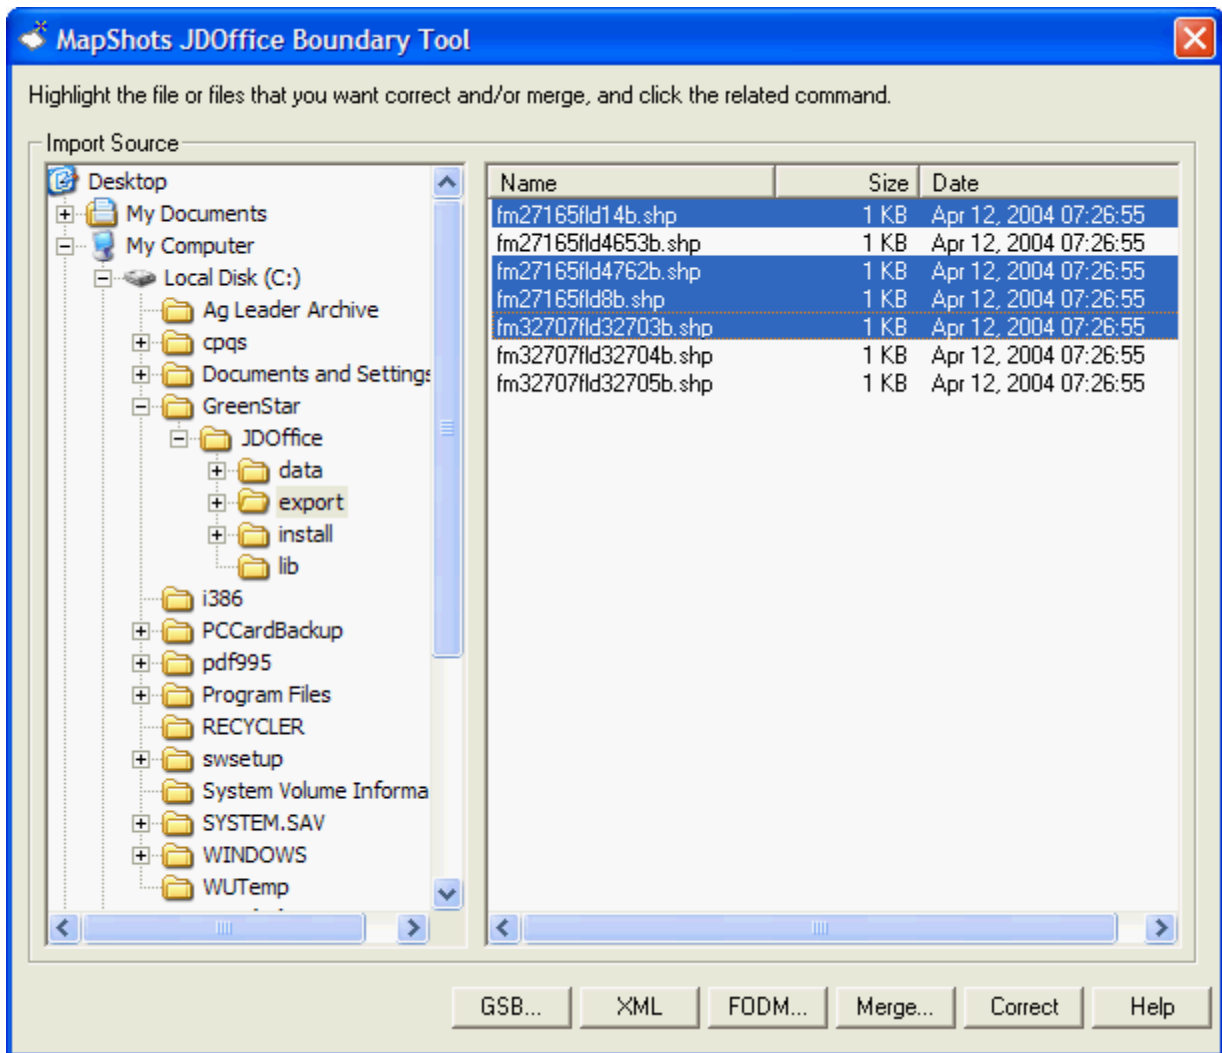 MapShots JDOffice Boundary Tool
Highlight the file or files that you want correct and/or merge, and click the related command.
Import Source
Desktop
My Documents
My Computer
Local Disk (C:)
Ag Leader Archive
cpqs
Documents and Settings
GreenStar
JDOffice
data
export
install
lib
i386
PCCardBackup
pdf995
Program Files
RECYCLER
swsetup
System Volume Informa
SYSTEM.SAV
WINDOWS
WUTemp
Name Size Date
fm27165fld14b.shp 1 KB Apr 12, 2004 07:26:55
fm27165fld4653b.shp 1 KB Apr 12, 2004 07:26:55
fm27165fld4762b.shp 1 KB Apr 12, 2004 07:26:55
fm27165fld8b.shp 1 KB Apr 12, 2004 07:26:55
fm32707fld32703b.shp 1 KB Apr 12, 2004 07:26:55
fm32707fld32704b.shp 1 KB Apr 12, 2004 07:26:55
fm32707fld32705b.shp 1 KB Apr 12, 2004 07:26:55
GSB... XML FODM... Merge... Correct Help